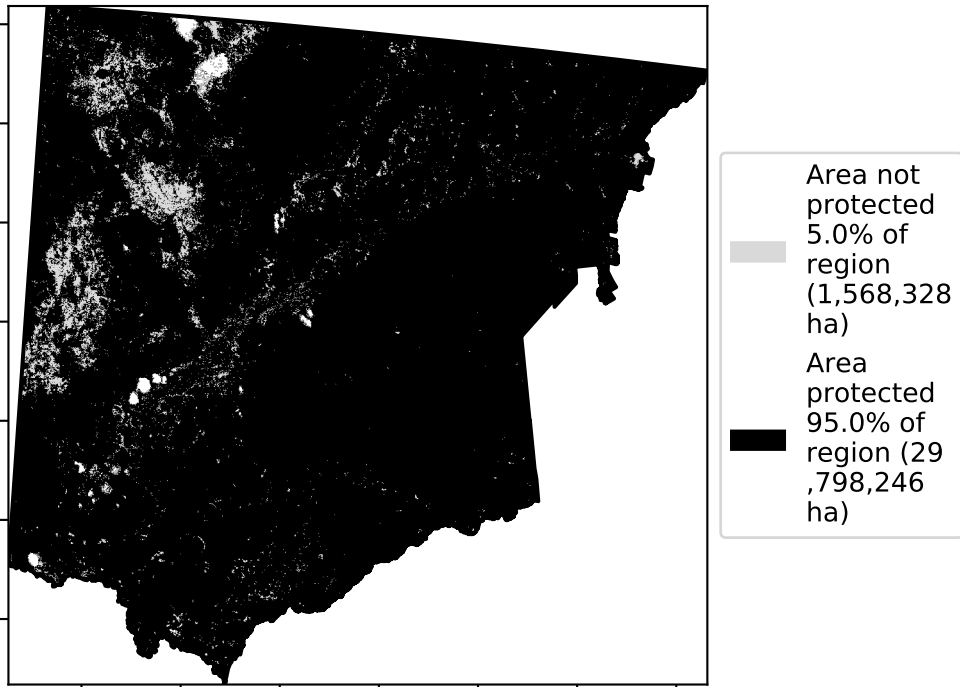 Area not
protected
5.0% of
region
(1,568,328
ha)
Area
protected
95.0% of
region (29
,798,246
ha)